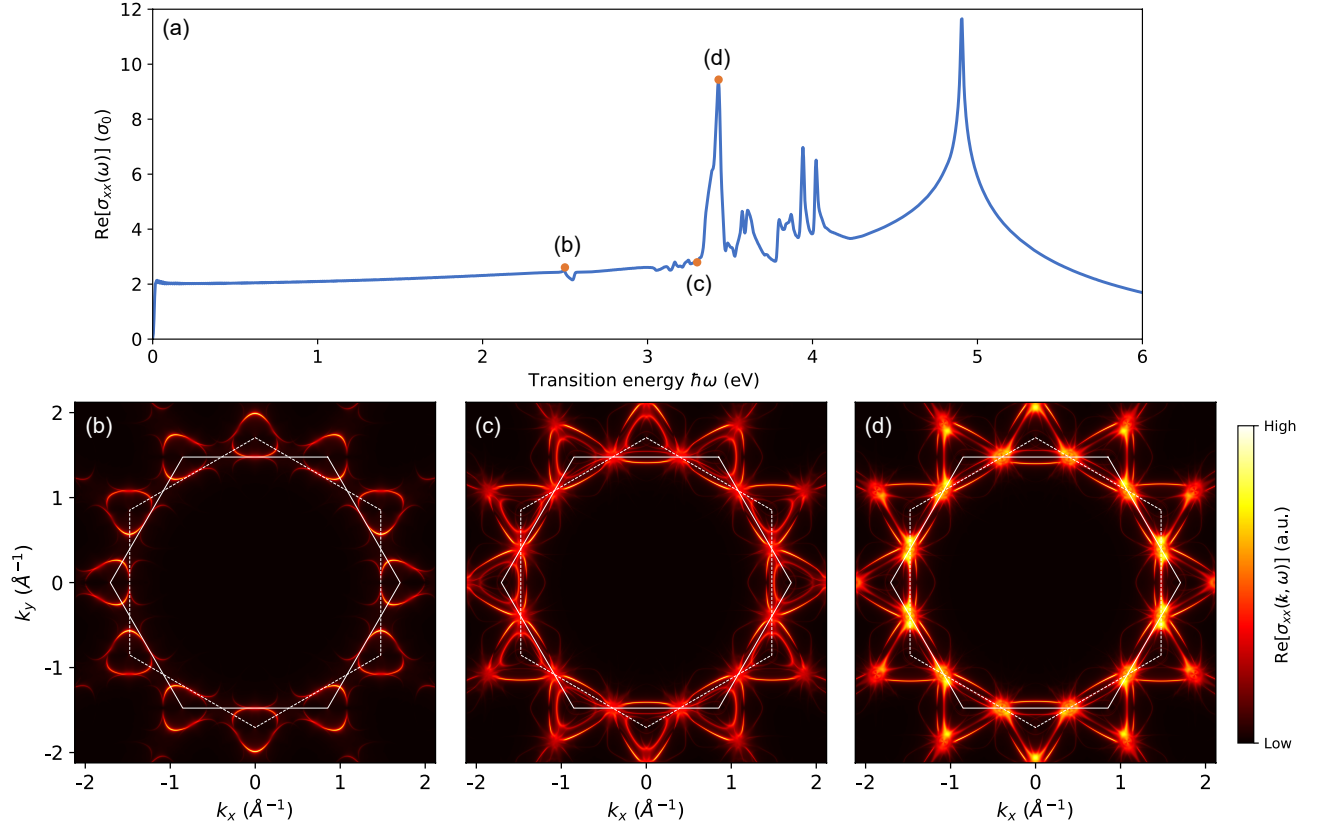 (a)
12
10
8
6
4
2
0
Re[σxx(ω)] (σ0)
(b)
(c)
(d)
0 1 2 3 4 5 6
Transition energy ħω (eV)
(b)
2
1
0
-1
-2
ky (Å−1)
-2 -1 0 1 2
kx (Å−1)
(c)
-2 -1 0 1 2
kx (Å−1)
(d)
-2 -1 0 1 2
kx (Å−1)
High
Low
Re[σxx(k, ω)] (a.u.)